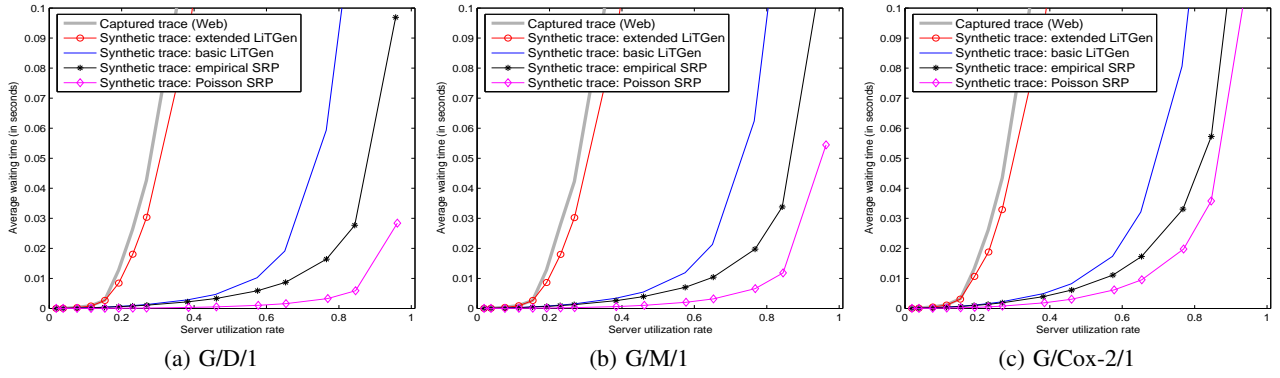 0.1
0.09
0.08
0.07
0.06
0.05
0.04
0.03
0.02
0.01
0
Average waiting time (in seconds)
Captured trace (Web)
Synthetic trace: extended LiTGen
Synthetic trace: basic LiTGen
Synthetic trace: empirical SRP
Synthetic trace: Poisson SRP
0.2 0.4 0.6 0.8 1
Server utilization rate
(a) G/D/1
0.1
0.09
0.08
0.07
0.06
0.05
0.04
0.03
0.02
0.01
0
Average waiting time (in seconds)
Captured trace (Web)
Synthetic trace: extended LiTGen
Synthetic trace: basic LiTGen
Synthetic trace: empirical SRP
Synthetic trace: Poisson SRP
0.2 0.4 0.6 0.8 1
Server utilization rate
(b) G/M/1
0.1
0.09
0.08
0.07
0.06
0.05
0.04
0.03
0.02
0.01
0
Average waiting time (in seconds)
Captured trace (Web)
Synthetic trace: extended LiTGen
Synthetic trace: basic LiTGen
Synthetic trace: empirical SRP
Synthetic trace: Poisson SRP
0.2 0.4 0.6 0.8 1
Server utilization rate
(c) G/Cox-2/1